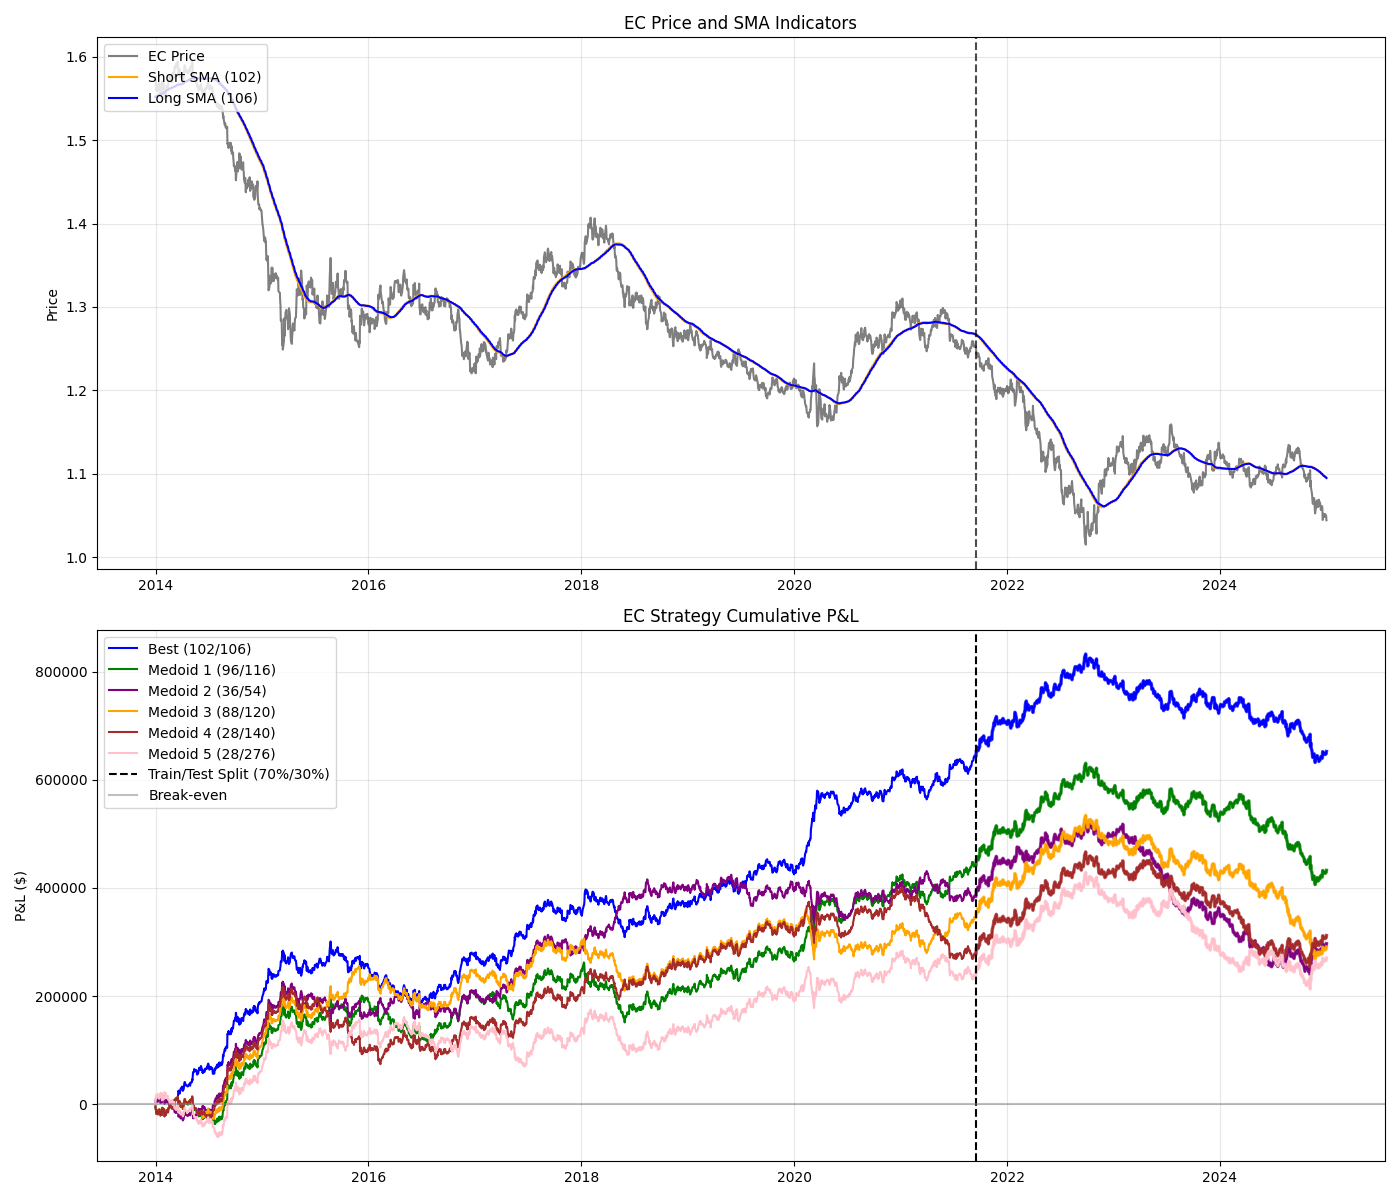 EC Price and SMA Indicators
EC Price
Short SMA (102)
Long SMA (106)
Price
1.6
1.5
1.4
1.3
1.2
1.1
1.0
2014 2016 2018 2020 2022 2024
EC Strategy Cumulative P&L
Best (102/106)
Medoid 1 (96/116)
Medoid 2 (36/54)
Medoid 3 (88/120)
Medoid 4 (28/140)
Medoid 5 (28/276)
Train/Test Split (70%/30%)
Break-even
P&L ($)
800000
600000
400000
200000
0
2014 2016 2018 2020 2022 2024